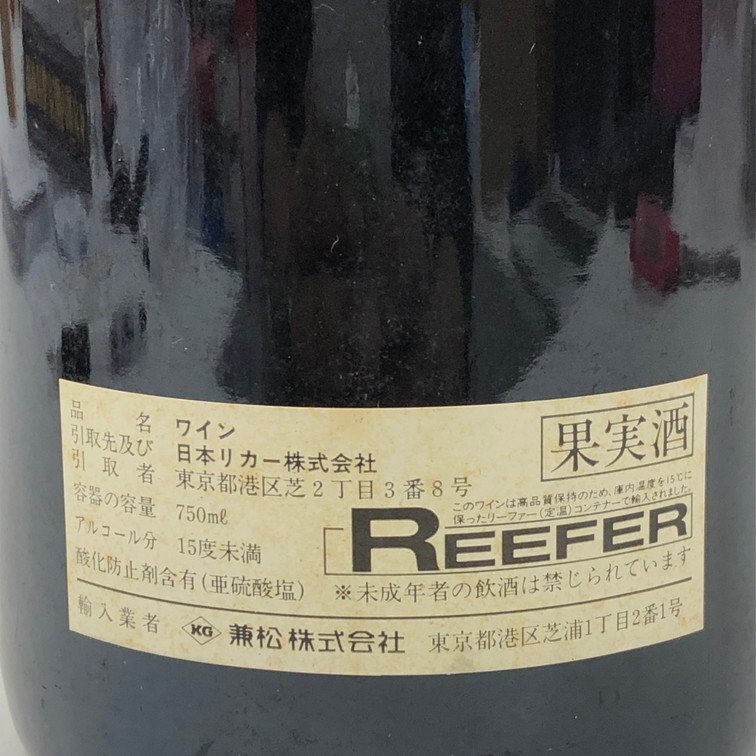 品名 ワイン
引取先及び引取者 日本リカー株式会社
東京都港区芝2丁目3番8号
容器の容量 750mℓ
アルコール分 15度未満
酸化防止剤含有(亜硫酸塩)
果実酒
このワインは高品質保持のため、庫内温度を15℃に
保ったリーファー(定温)コンテナーで輸入されました。
REEFER
※未成年者の飲酒は禁じられています
輸入業者 KG 兼松株式会社 東京都港区芝浦1丁目2番1号